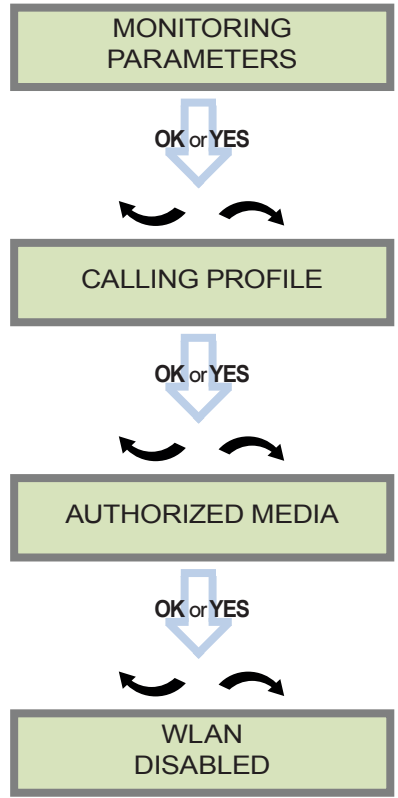 MONITORING
PARAMETERS
OK or YES
CALLING PROFILE
OK or YES
AUTHORIZED MEDIA
OK or YES
WLAN
DISABLED